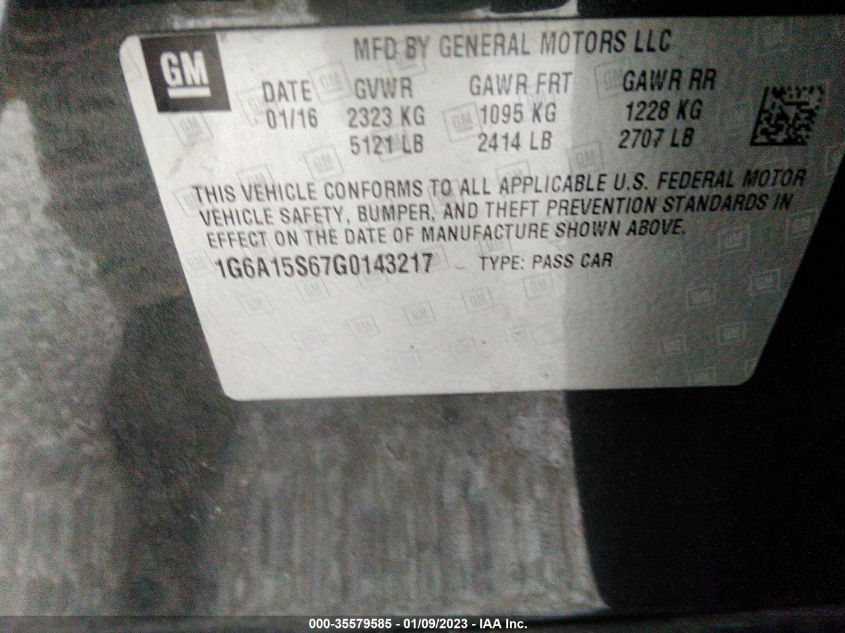 GM
MFD BY GENERAL MOTORS LLC
DATE GVWR GAWR FRT GAWR RR
01/16 2323 KG 1095 KG 1228 KG
5121 LB 2414 LB 2707 LB
THIS VEHICLE CONFORMS TO ALL APPLICABLE U.S. FEDERAL MOTOR
VEHICLE SAFETY, BUMPER, AND THEFT PREVENTION STANDARDS IN
EFFECT ON THE DATE OF MANUFACTURE SHOWN ABOVE.
1G6A15S67G0143217 TYPE: PASS CAR
000-35579585 - 01/09/2023 - IAA Inc.